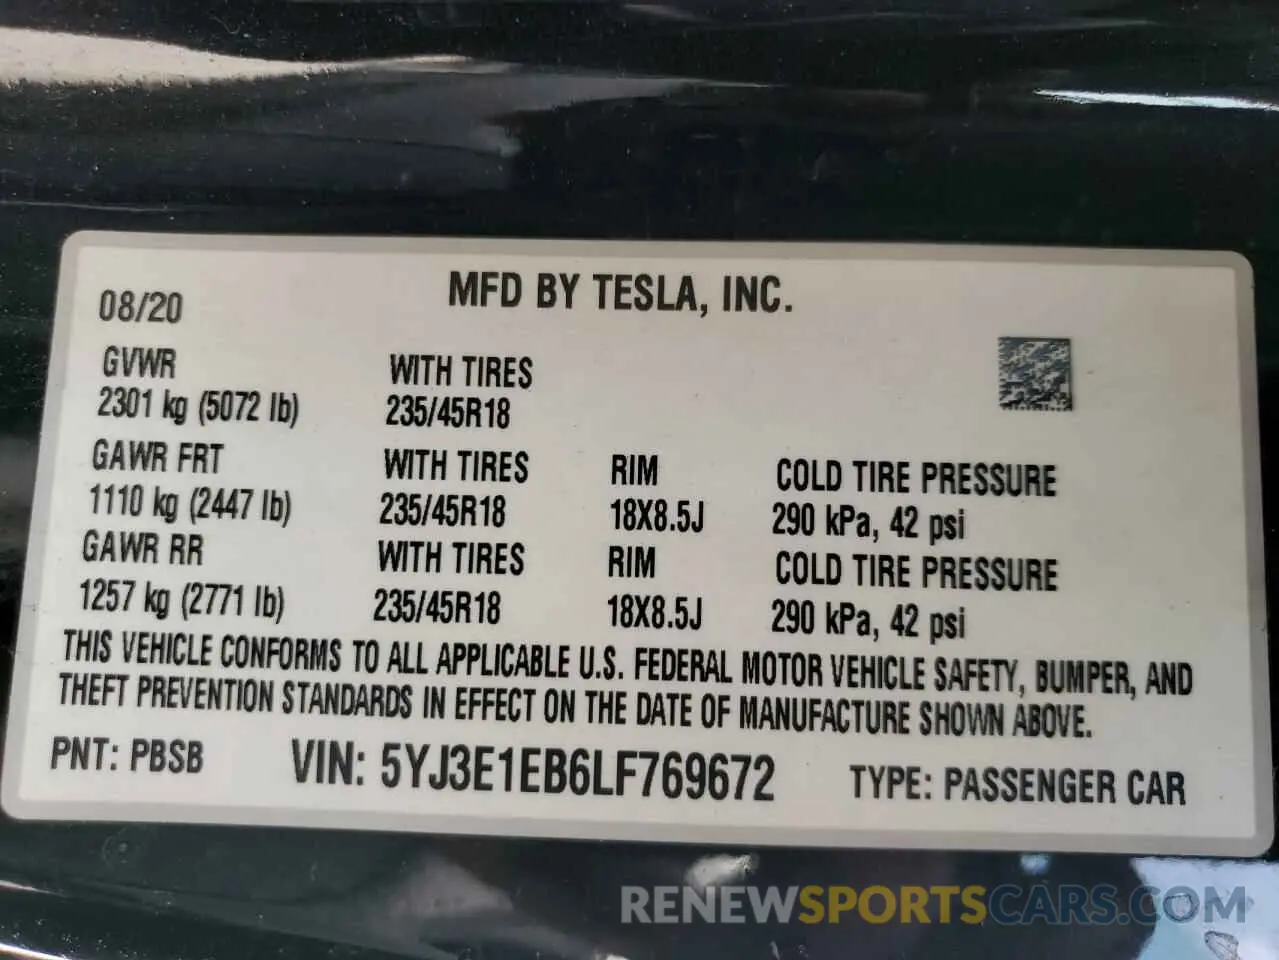 MFD BY TESLA, INC.
08/20
GVWR WITH TIRES
2301 kg (5072 lb) 235/45R18
GAWR FRT WITH TIRES RIM COLD TIRE PRESSURE
1110 kg (2447 lb) 235/45R18 18X8.5J 290 kPa, 42 psi
GAWR RR WITH TIRES RIM COLD TIRE PRESSURE
1257 kg (2771 lb) 235/45R18 18X8.5J 290 kPa, 42 psi
THIS VEHICLE CONFORMS TO ALL APPLICABLE U.S. FEDERAL MOTOR VEHICLE SAFETY, BUMPER, AND
THEFT PREVENTION STANDARDS IN EFFECT ON THE DATE OF MANUFACTURE SHOWN ABOVE.
PNT: PBSB VIN: 5YJ3E1EB6LF769672 TYPE: PASSENGER CAR
RENEWSPORTSCARS.COM